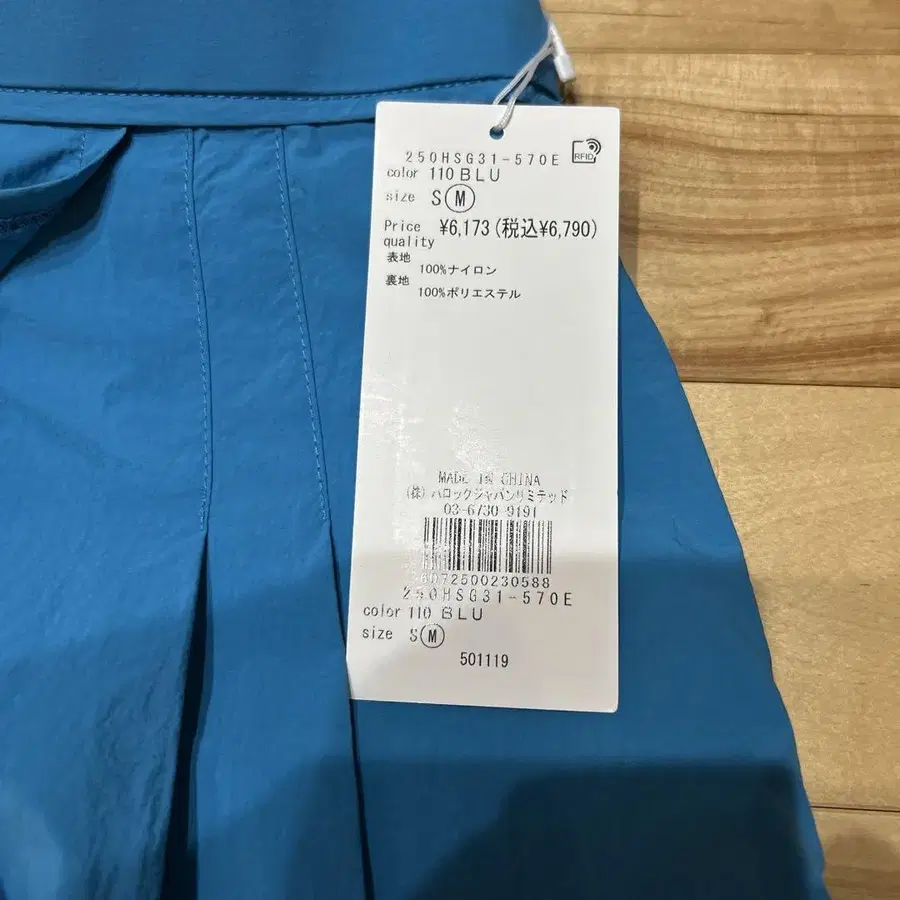 250HSG31-570E
RFID
color 110 BLU
size S M
Price ¥6,173(税込¥6,790)
quality
表地
100%ナイロン
裏地
100%ポリエステル
MADE IN CHINA
(株)バロックジャパンリミテッド
03-6730-9191
2500230588
250HSG31-570E
color 110 BLU
size S M
501119